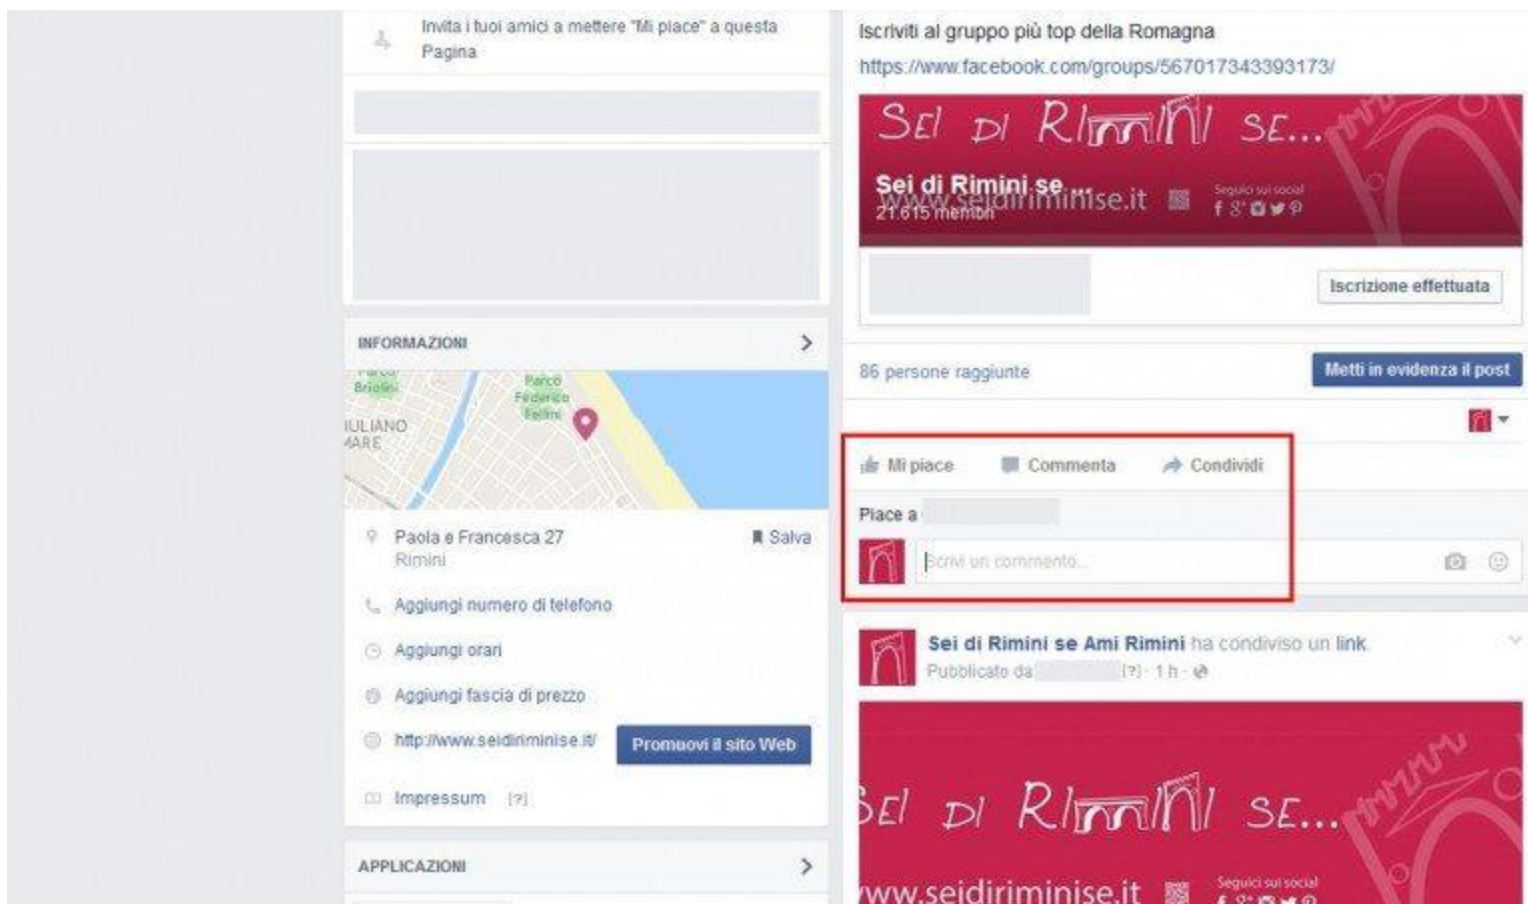 Invita i tuoi amici a mettere "Mi piace" a questa
Pagina
INFORMAZIONI
Parco
Briolini
Parco
Federico
Fellini
IULIANO
MARE
Paola e Francesca 27
Salva
Rimini
Aggiungi numero di telefono
Aggiungi orari
Aggiungi fascia di prezzo
http://www.seidiriminise.it/
Promuovi il sito Web
Impressum [?]
APPLICAZIONI
Iscriviti al gruppo più top della Romagna
https://www.facebook.com/groups/567017343393173/
SEI DI RIMINI SE...
Sei di Rimini se ...
www.seidiriminise.it
Seguici sui social
21.615 membri
Iscrizione effettuata
86 persone raggiunte
Metti in evidenza il post
Mi piace Commenta Condividi
Piace a
Scrivi un commento...
Sei di Rimini se Ami Rimini ha condiviso un link.
Pubblicato da [?] · 1 h ·
SEI DI RIMINI SE...
www.seidiriminise.it
Seguici sui social